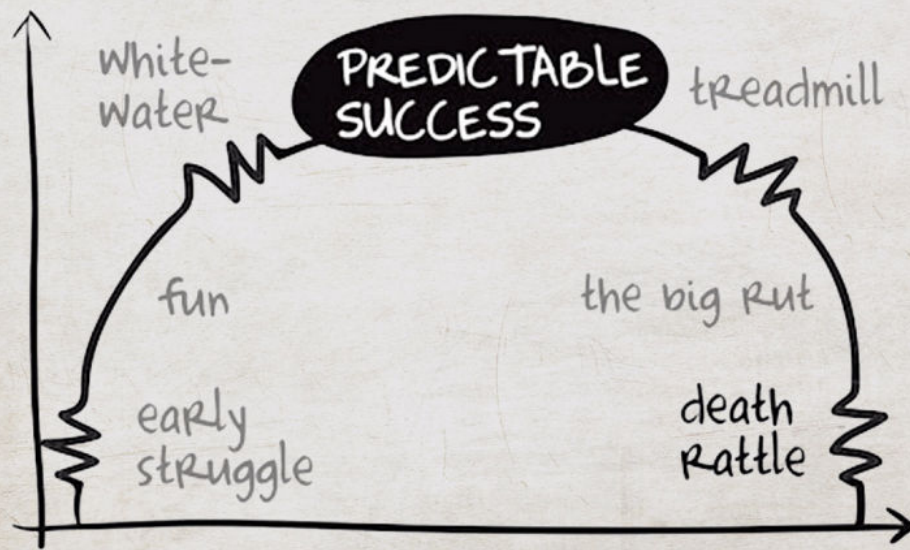 white-
water
PREDICTABLE
SUCCESS
treadmill
fun
the big Rut
early
struggle
death
Rattle